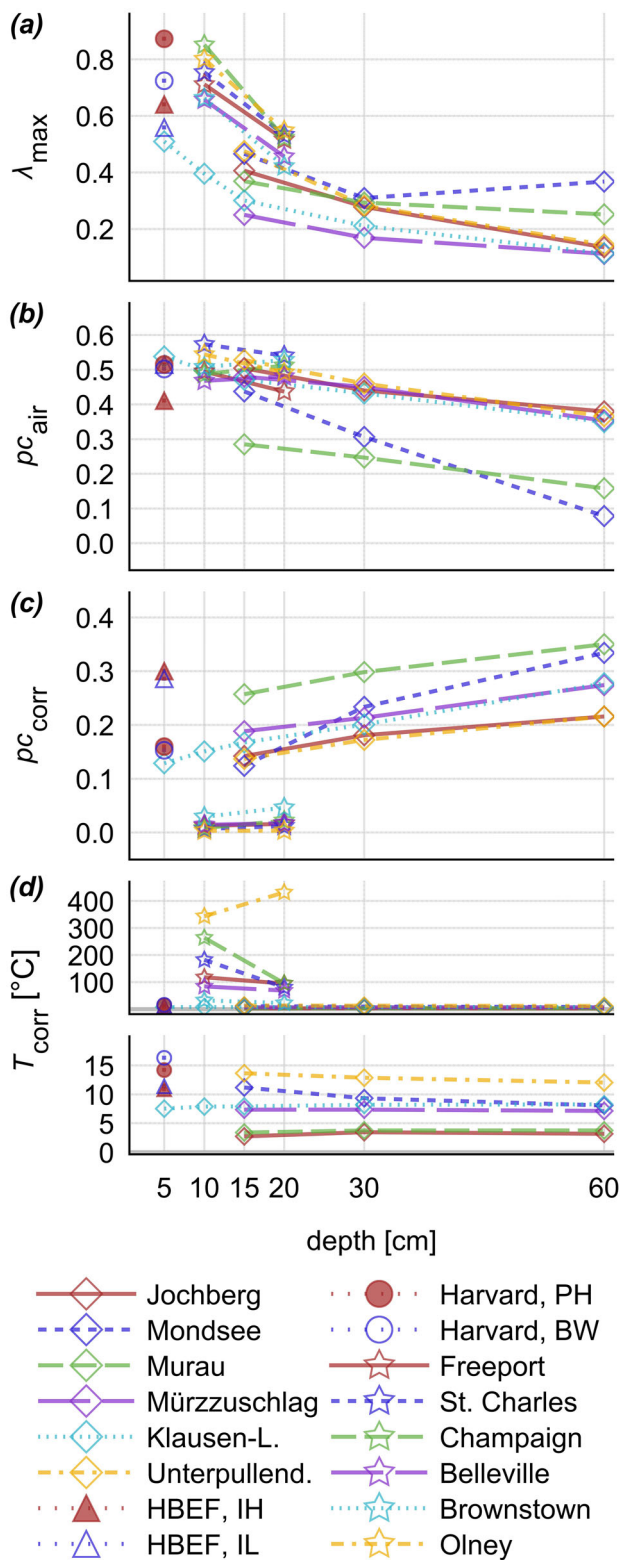 (a)
λmax
0.8
0.6
0.4
0.2
(b)
pcair
0.6
0.5
0.4
0.3
0.2
0.1
0.0
(c)
pccorr
0.4
0.3
0.2
0.1
0.0
(d)
Tcorr [°C]
400
300
200
100
15
10
5
0
5 10 15 20 30 60
depth [cm]
Jochberg
Mondsee
Murau
Mürzzuschlag
Klausen-L.
Unterpullend.
HBEF, IH
HBEF, IL
Harvard, PH
Harvard, BW
Freeport
St. Charles
Champaign
Belleville
Brownstown
Olney